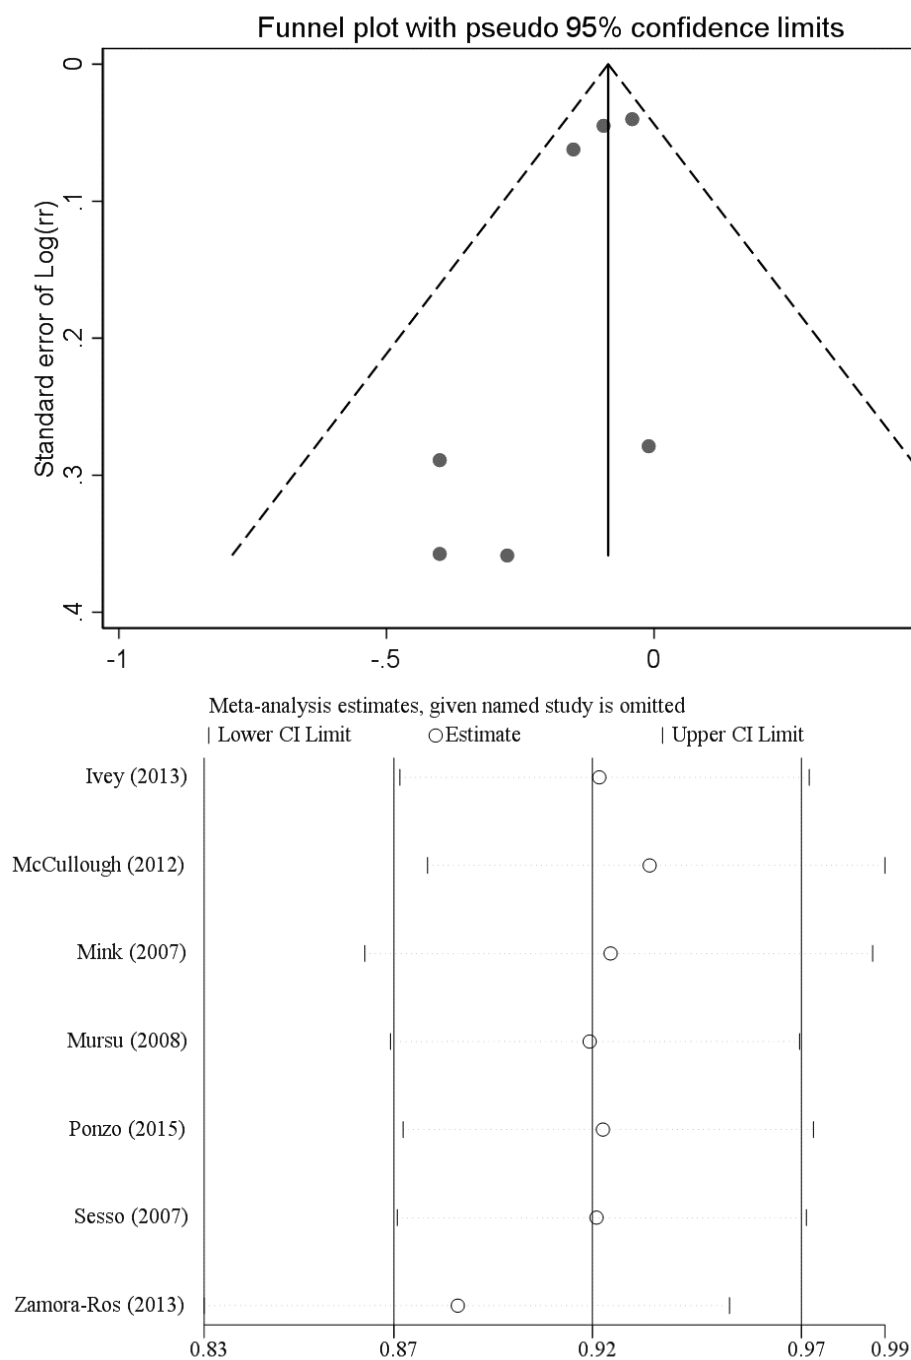 Funnel plot with pseudo 95% confidence limits
Standard error of Log(rr)
0
.1
.2
.3
.4
-1
-.5
0
Meta-analysis estimates, given named study is omitted
| Lower CI Limit ○ Estimate | Upper CI Limit
Ivey (2013)
McCullough (2012)
Mink (2007)
Mursu (2008)
Ponzo (2015)
Sesso (2007)
Zamora-Ros (2013)
0.83 0.87 0.92 0.97 0.99